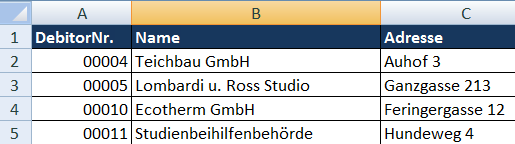 A B C
1 DebitorNr. Name Adresse
2 00004 Teichbau GmbH Auhof 3
3 00005 Lombardi u. Ross Studio Ganzgasse 213
4 00010 Ecotherm GmbH Feringergasse 12
5 00011 Studienbeihilfenbehörde Hundeweg 4